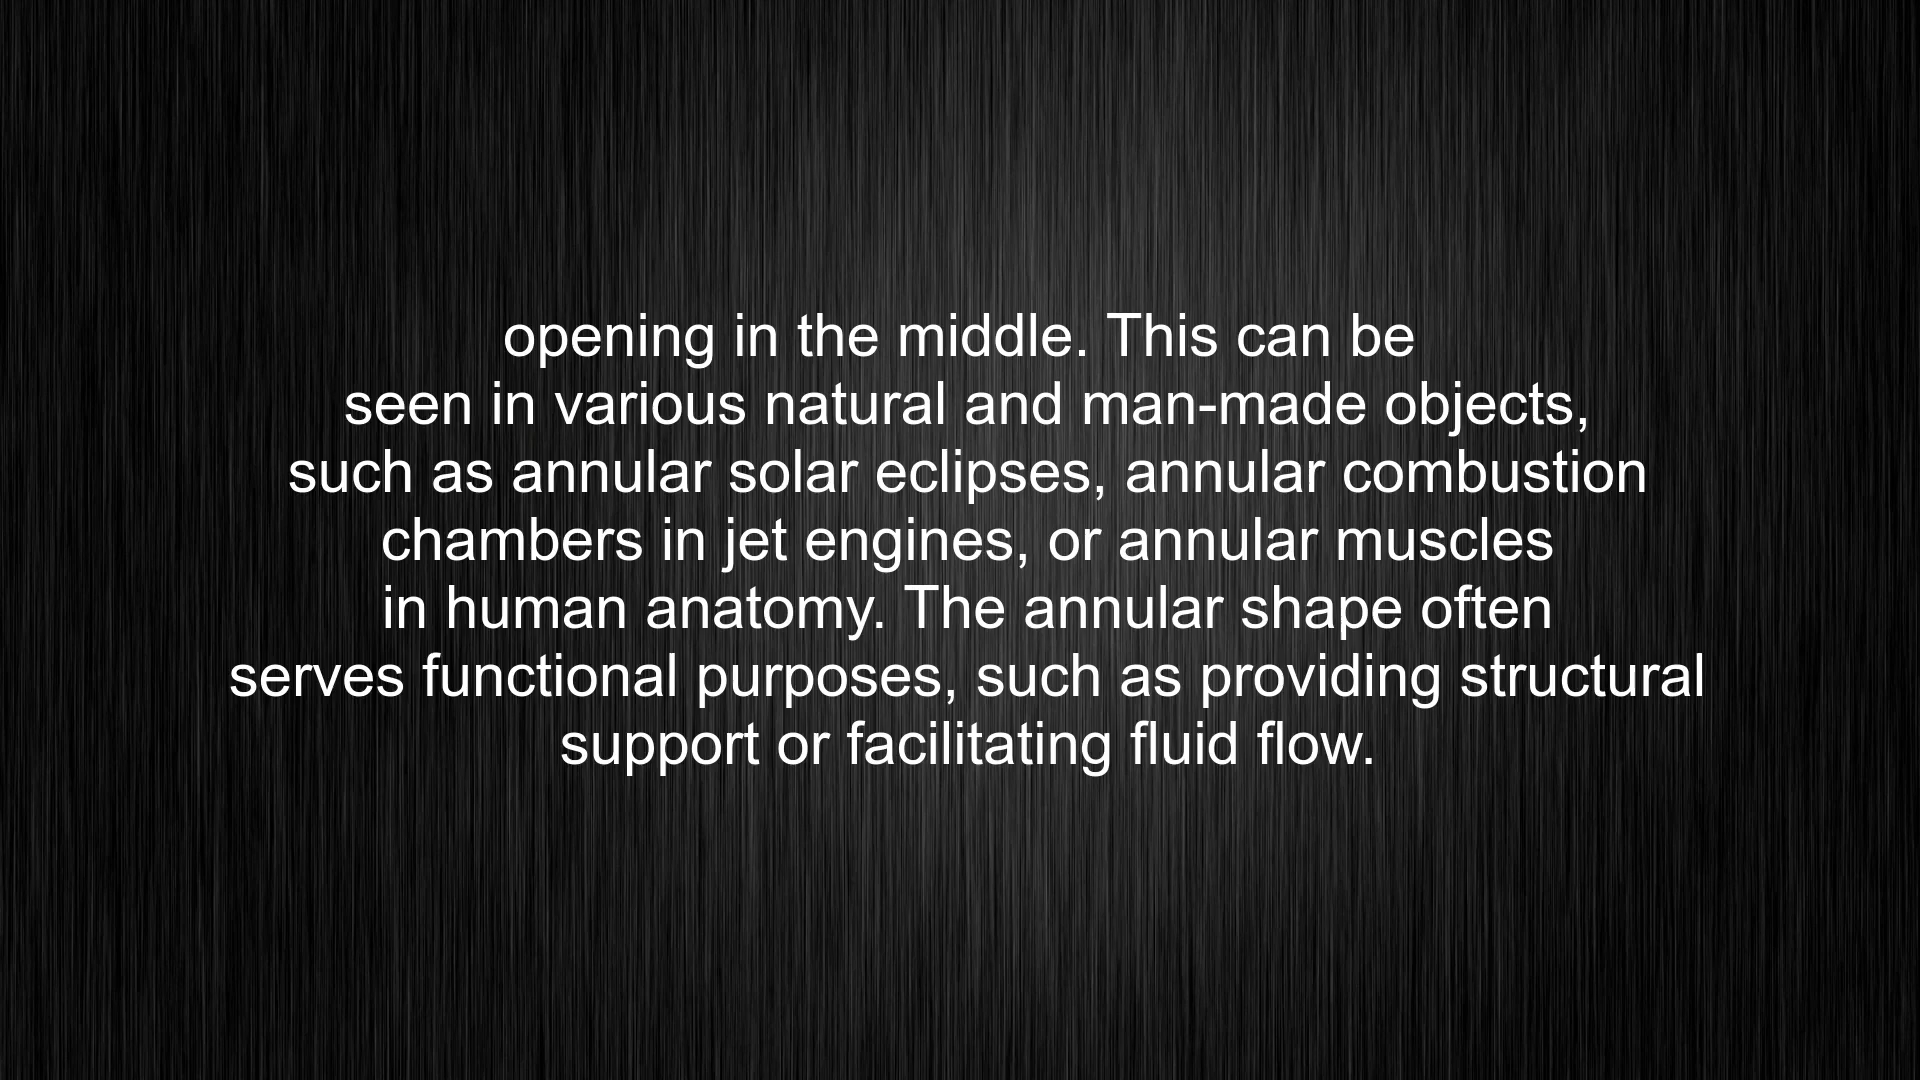 opening in the middle. This can be
seen in various natural and man-made objects,
such as annular solar eclipses, annular combustion
chambers in jet engines, or annular muscles
in human anatomy. The annular shape often
serves functional purposes, such as providing structural
support or facilitating fluid flow.